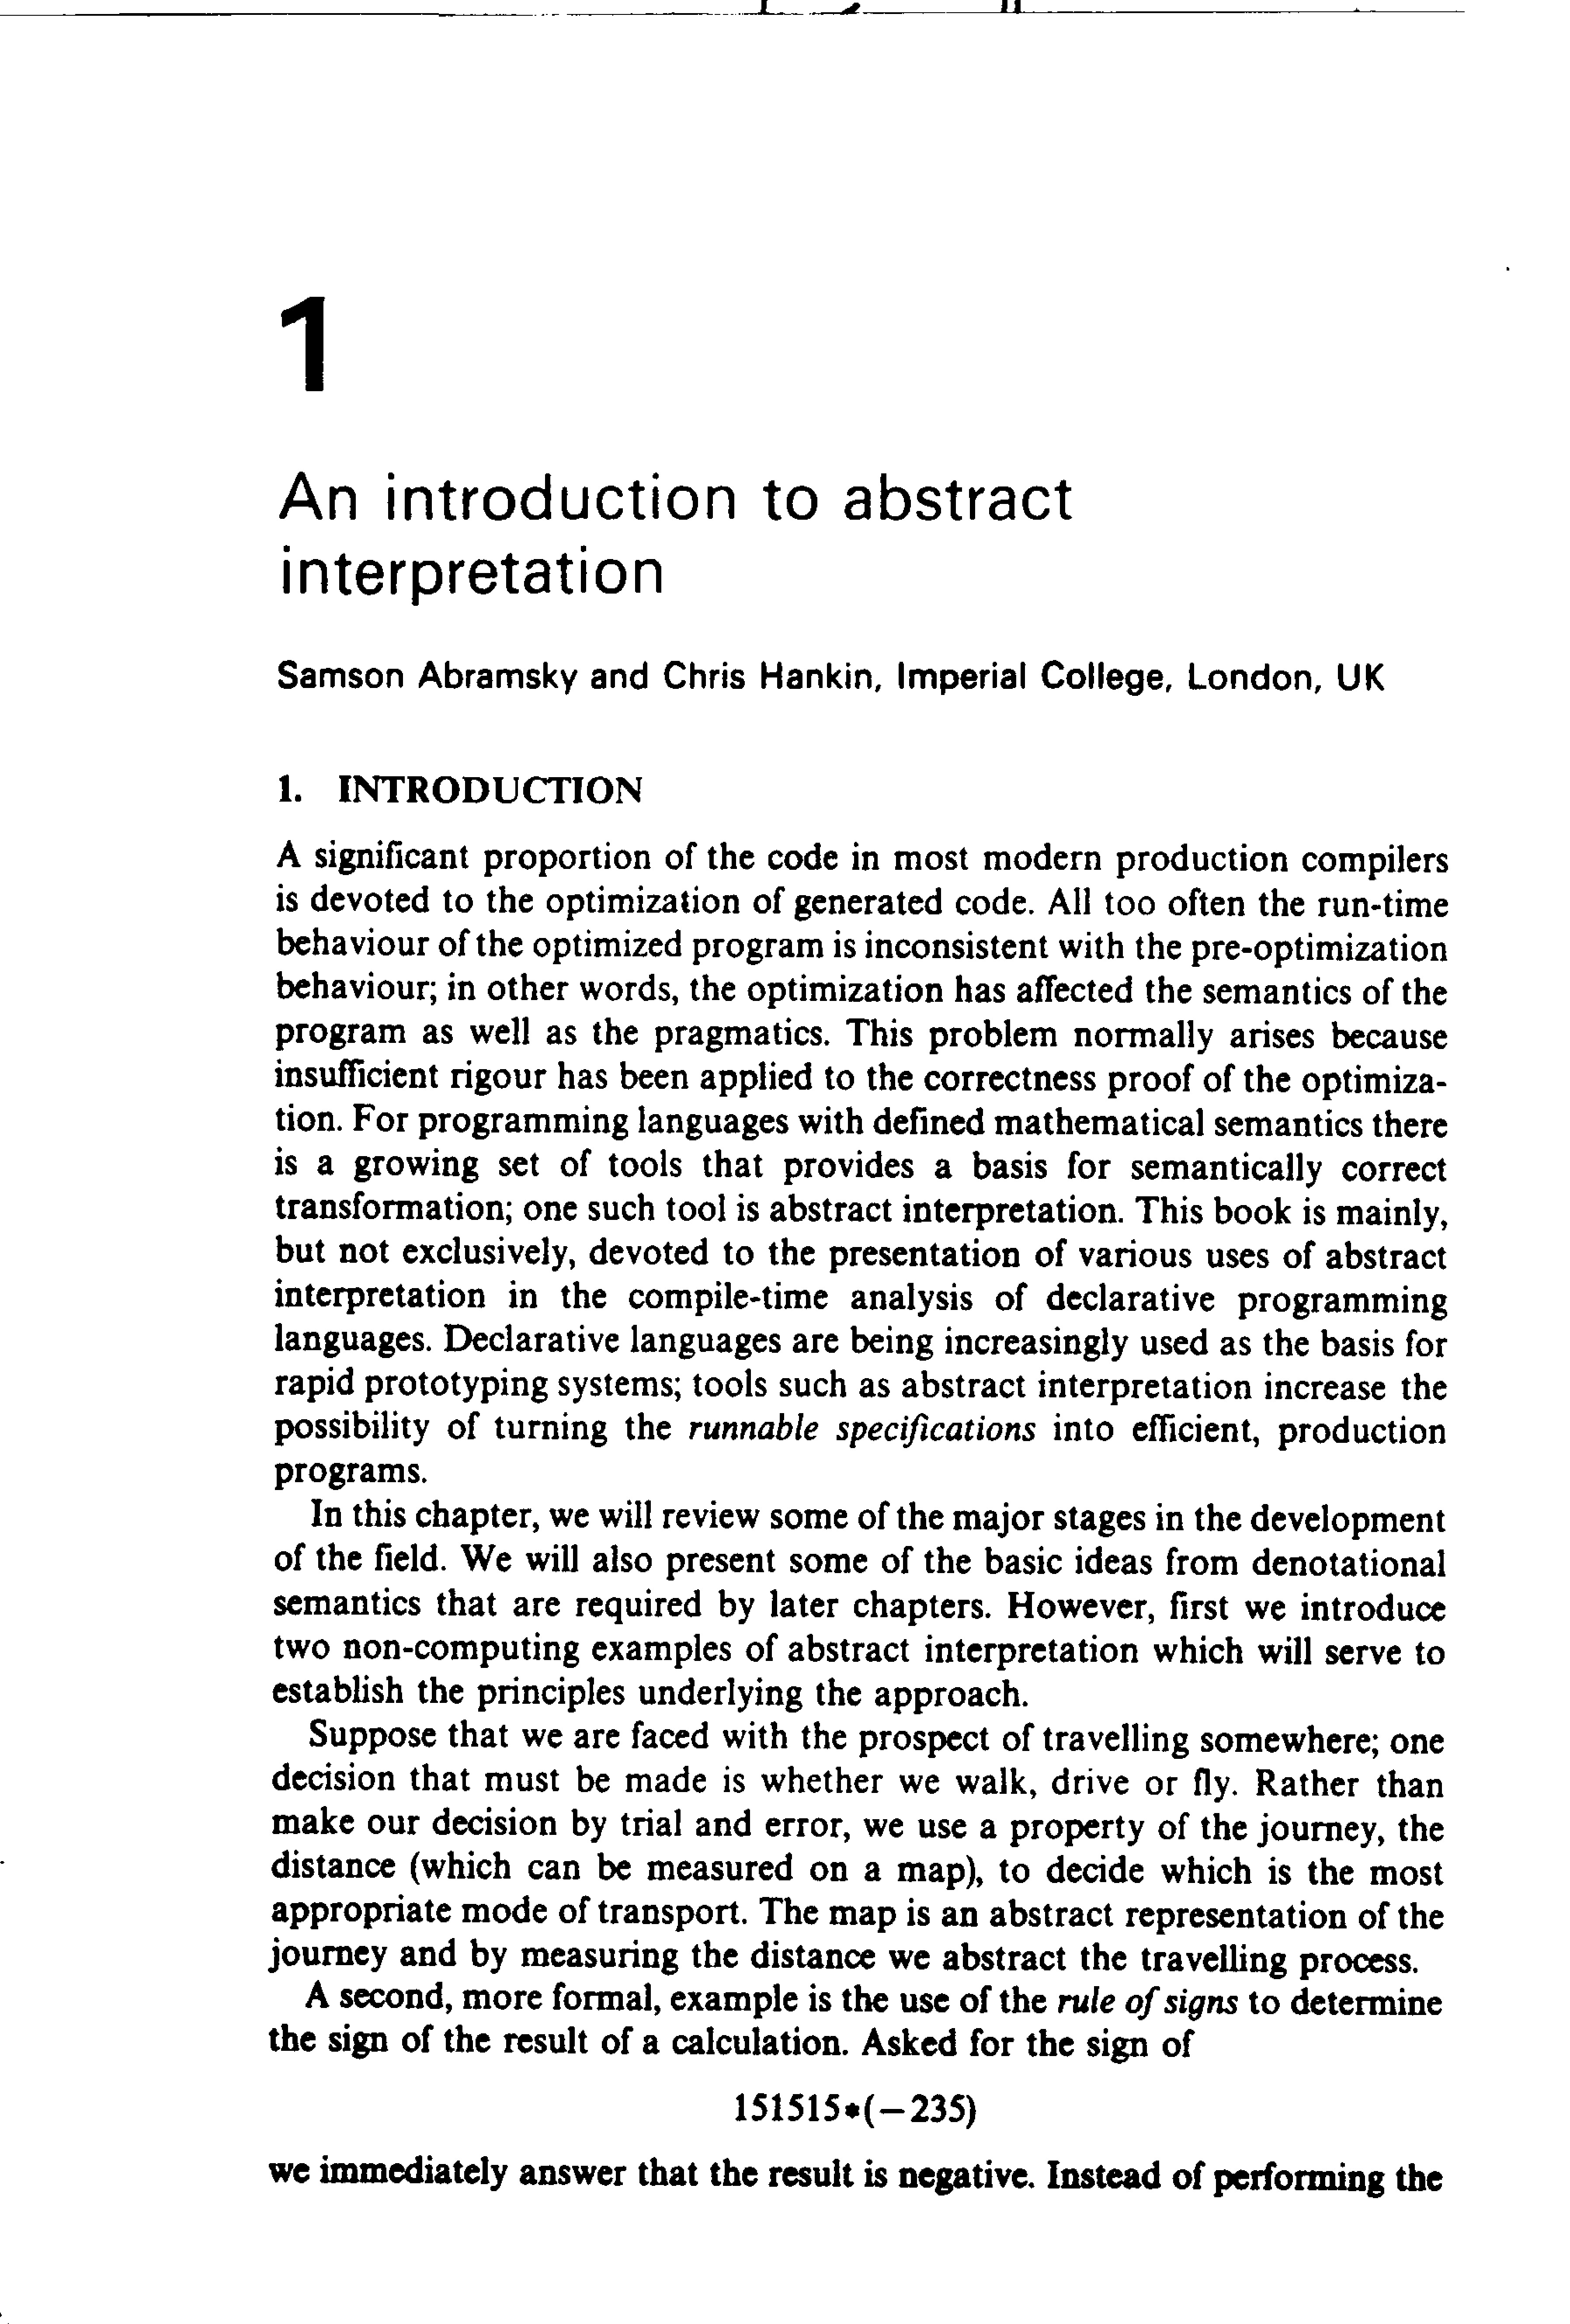 1
An introduction to abstract
interpretation
Samson Abramsky and Chris Hankin, Imperial College, London, UK
1. INTRODUCTION
A significant proportion of the code in most modern production compilers
is devoted to the optimization of generated code. All too often the run-time
behaviour of the optimized program is inconsistent with the pre-optimization
behaviour; in other words, the optimization has affected the semantics of the
program as well as the pragmatics. This problem normally arises because
insufficient rigour has been applied to the correctness proof of the optimiza-
tion. For programming languages with defined mathematical semantics there
is a growing set of tools that provides a basis for semantically correct
transformation; one such tool is abstract interpretation. This book is mainly,
but not exclusively, devoted to the presentation of various uses of abstract
interpretation in the compile-time analysis of declarative programming
languages. Declarative languages are being increasingly used as the basis for
rapid prototyping systems; tools such as abstract interpretation increase the
possibility of turning the runnable specifications into efficient, production
programs.
In this chapter, we will review some of the major stages in the development
of the field. We will also present some of the basic ideas from denotational
semantics that are required by later chapters. However, first we introduce
two non-computing examples of abstract interpretation which will serve to
establish the principles underlying the approach.
Suppose that we are faced with the prospect of travelling somewhere; one
decision that must be made is whether we walk, drive or fly. Rather than
make our decision by trial and error, we use a property of the journey, the
distance (which can be measured on a map), to decide which is the most
appropriate mode of transport. The map is an abstract representation of the
journey and by measuring the distance we abstract the travelling process.
A second, more formal, example is the use of the rule of signs to determine
the sign of the result of a calculation. Asked for the sign of
151515*(−235)
we immediately answer that the result is negative. Instead of performing the